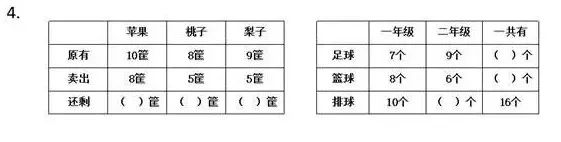 4.
苹果 桃子 梨子
原有 10筐 8筐 9筐
卖出 8筐 5筐 5筐
还剩 ( )筐 ( )筐 ( )筐
一年级 二年级 一共有
足球 7个 9个 ( )个
篮球 8个 6个 ( )个
排球 10个 ( )个 16个